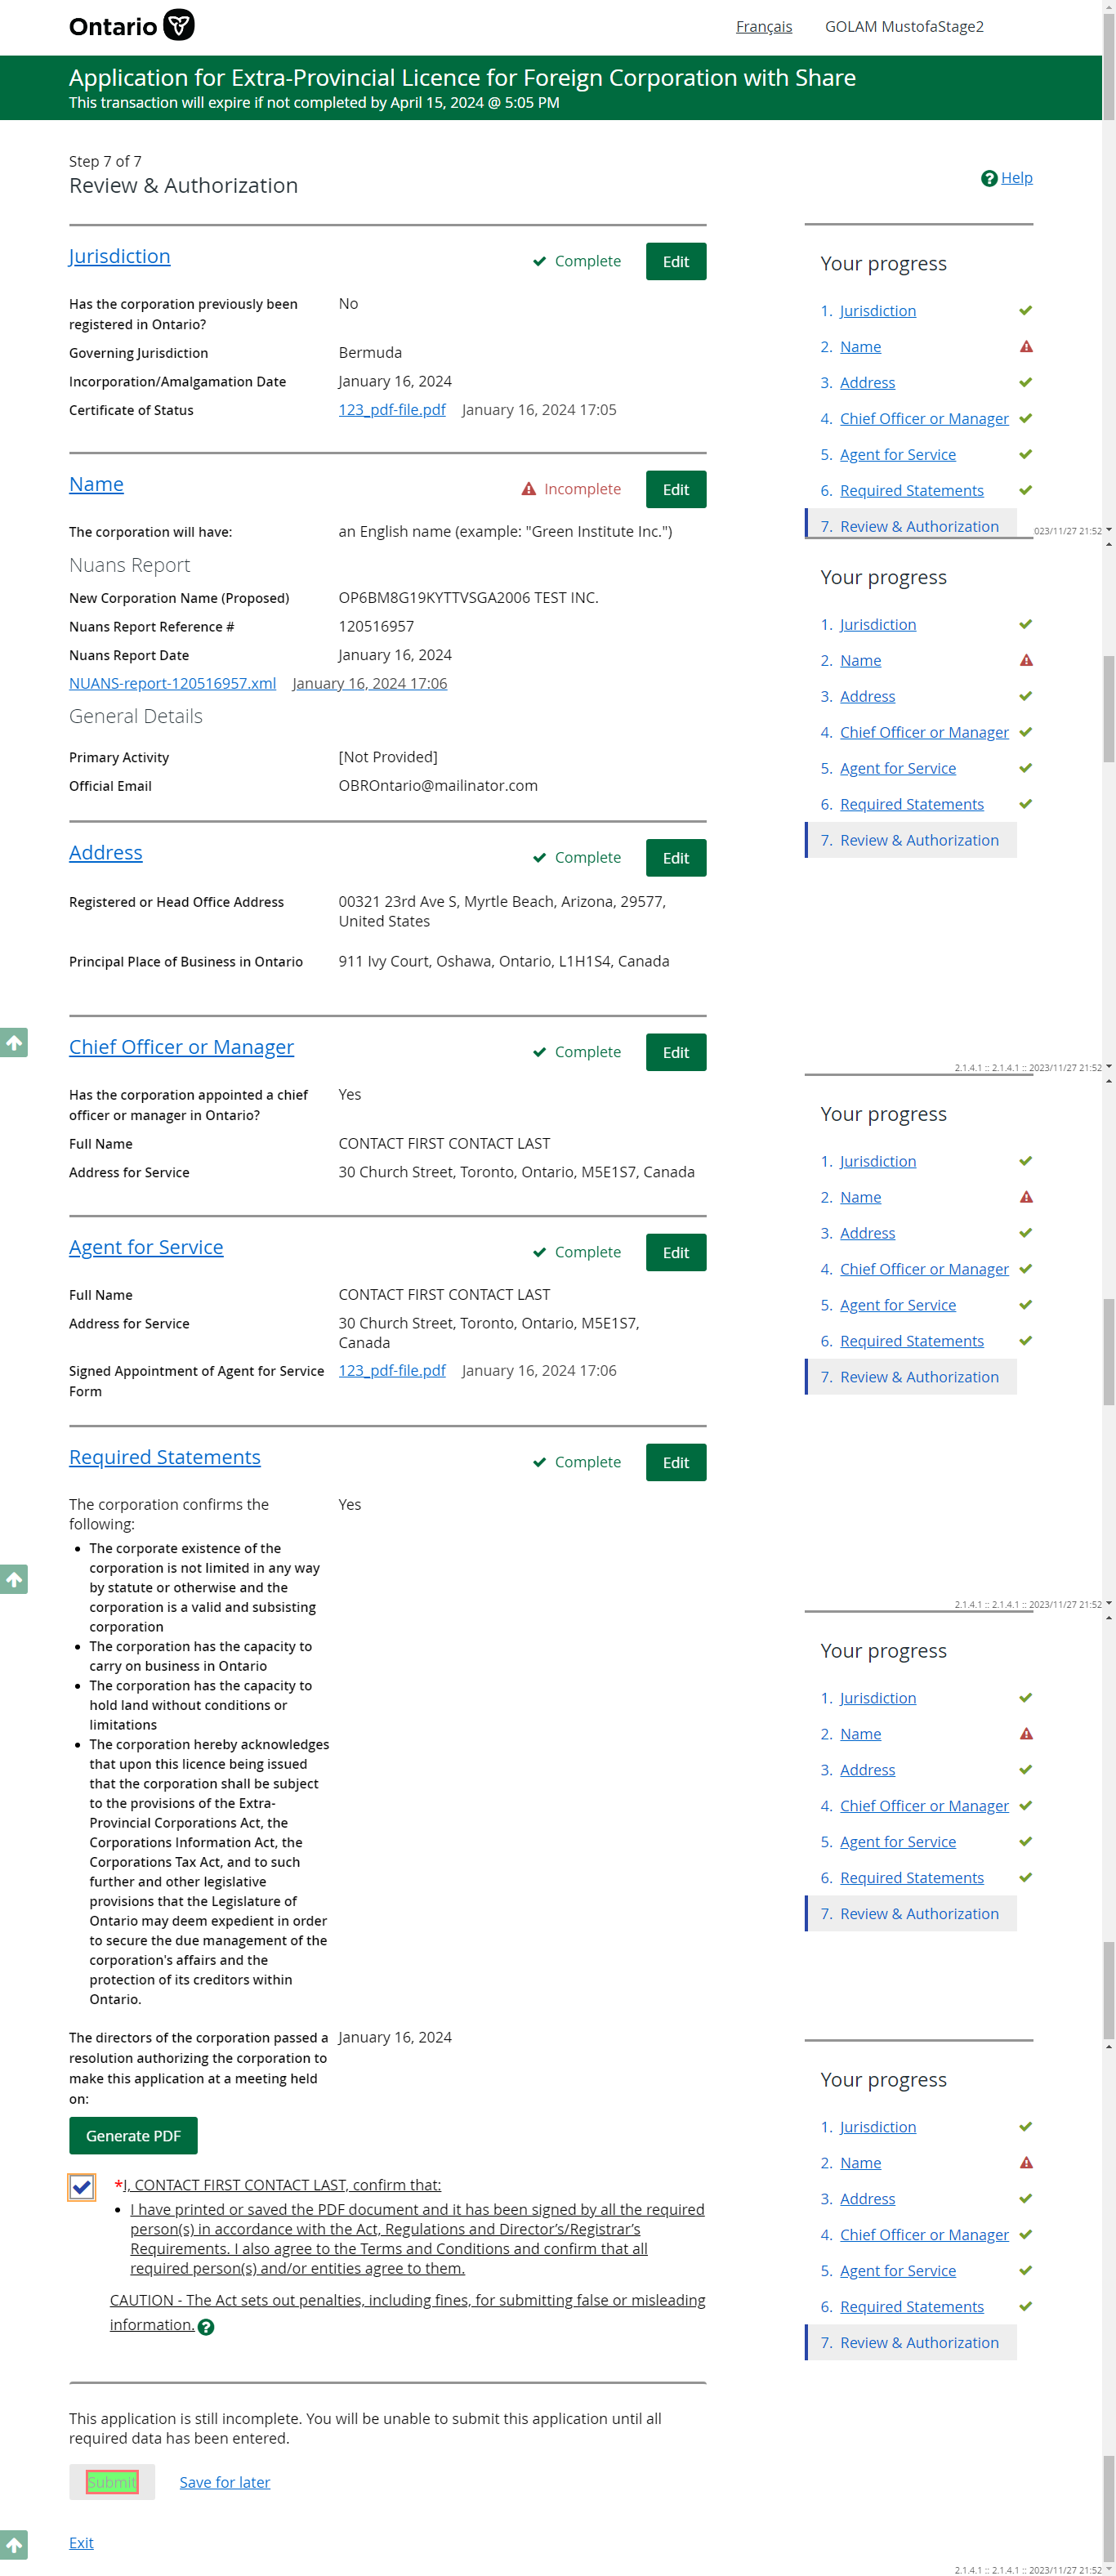 Ontario
Français GOLAM MustofaStage2
Application for Extra-Provincial Licence for Foreign Corporation with Share
This transaction will expire if not completed by April 15, 2024 @ 5:05 PM
Step 7 of 7
Review & Authorization
Help
Jurisdiction
Complete Edit
Has the corporation previously been
registered in Ontario?
No
Governing Jurisdiction Bermuda
Incorporation/Amalgamation Date January 16, 2024
Certificate of Status 123_pdf-file.pdf January 16, 2024 17:05
Your progress
1. Jurisdiction
2. Name
3. Address
4. Chief Officer or Manager
5. Agent for Service
6. Required Statements
7. Review & Authorization
023/11/27 21:52
Name
Incomplete Edit
The corporation will have: an English name (example: "Green Institute Inc.")
Nuans Report
New Corporation Name (Proposed) OP6BM8G19KYTTVSGA2006 TEST INC.
Nuans Report Reference # 120516957
Nuans Report Date January 16, 2024
NUANS-report-120516957.xml January 16, 2024 17:06
General Details
Primary Activity [Not Provided]
Official Email OBROntario@mailinator.com
Your progress
1. Jurisdiction
2. Name
3. Address
4. Chief Officer or Manager
5. Agent for Service
6. Required Statements
7. Review & Authorization
Address
Complete Edit
Registered or Head Office Address 00321 23rd Ave S, Myrtle Beach, Arizona, 29577,
United States
Principal Place of Business in Ontario 911 Ivy Court, Oshawa, Ontario, L1H1S4, Canada
Chief Officer or Manager
Complete Edit
2.1.4.1 :: 2.1.4.1 :: 2023/11/27 21:52
Has the corporation appointed a chief
officer or manager in Ontario?
Yes
Full Name CONTACT FIRST CONTACT LAST
Address for Service 30 Church Street, Toronto, Ontario, M5E1S7, Canada
Your progress
1. Jurisdiction
2. Name
3. Address
4. Chief Officer or Manager
5. Agent for Service
6. Required Statements
7. Review & Authorization
Agent for Service
Complete Edit
Full Name CONTACT FIRST CONTACT LAST
Address for Service 30 Church Street, Toronto, Ontario, M5E1S7,
Canada
Signed Appointment of Agent for Service
Form
123_pdf-file.pdf January 16, 2024 17:06
Required Statements
Complete Edit
The corporation confirms the
following:
Yes
• The corporate existence of the
corporation is not limited in any way
by statute or otherwise and the
corporation is a valid and subsisting
corporation
2.1.4.1 :: 2.1.4.1 :: 2023/11/27 21:52
• The corporation has the capacity to
carry on business in Ontario
• The corporation has the capacity to
hold land without conditions or
limitations
• The corporation hereby acknowledges
that upon this licence being issued
that the corporation shall be subject
to the provisions of the Extra-
Provincial Corporations Act, the
Corporations Information Act, the
Corporations Tax Act, and to such
further and other legislative
provisions that the Legislature of
Ontario may deem expedient in order
to secure the due management of the
corporation's affairs and the
protection of its creditors within
Ontario.
Your progress
1. Jurisdiction
2. Name
3. Address
4. Chief Officer or Manager
5. Agent for Service
6. Required Statements
7. Review & Authorization
The directors of the corporation passed a
resolution authorizing the corporation to
make this application at a meeting held
on:
January 16, 2024
Generate PDF
*I, CONTACT FIRST CONTACT LAST, confirm that:
• I have printed or saved the PDF document and it has been signed by all the required
person(s) in accordance with the Act, Regulations and Director’s/Registrar’s
Requirements. I also agree to the Terms and Conditions and confirm that all
required person(s) and/or entities agree to them.
CAUTION - The Act sets out penalties, including fines, for submitting false or misleading
information.
Your progress
1. Jurisdiction
2. Name
3. Address
4. Chief Officer or Manager
5. Agent for Service
6. Required Statements
7. Review & Authorization
This application is still incomplete. You will be unable to submit this application until all
required data has been entered.
Submit Save for later
Exit
2.1.4.1 :: 2.1.4.1 :: 2023/11/27 21:52